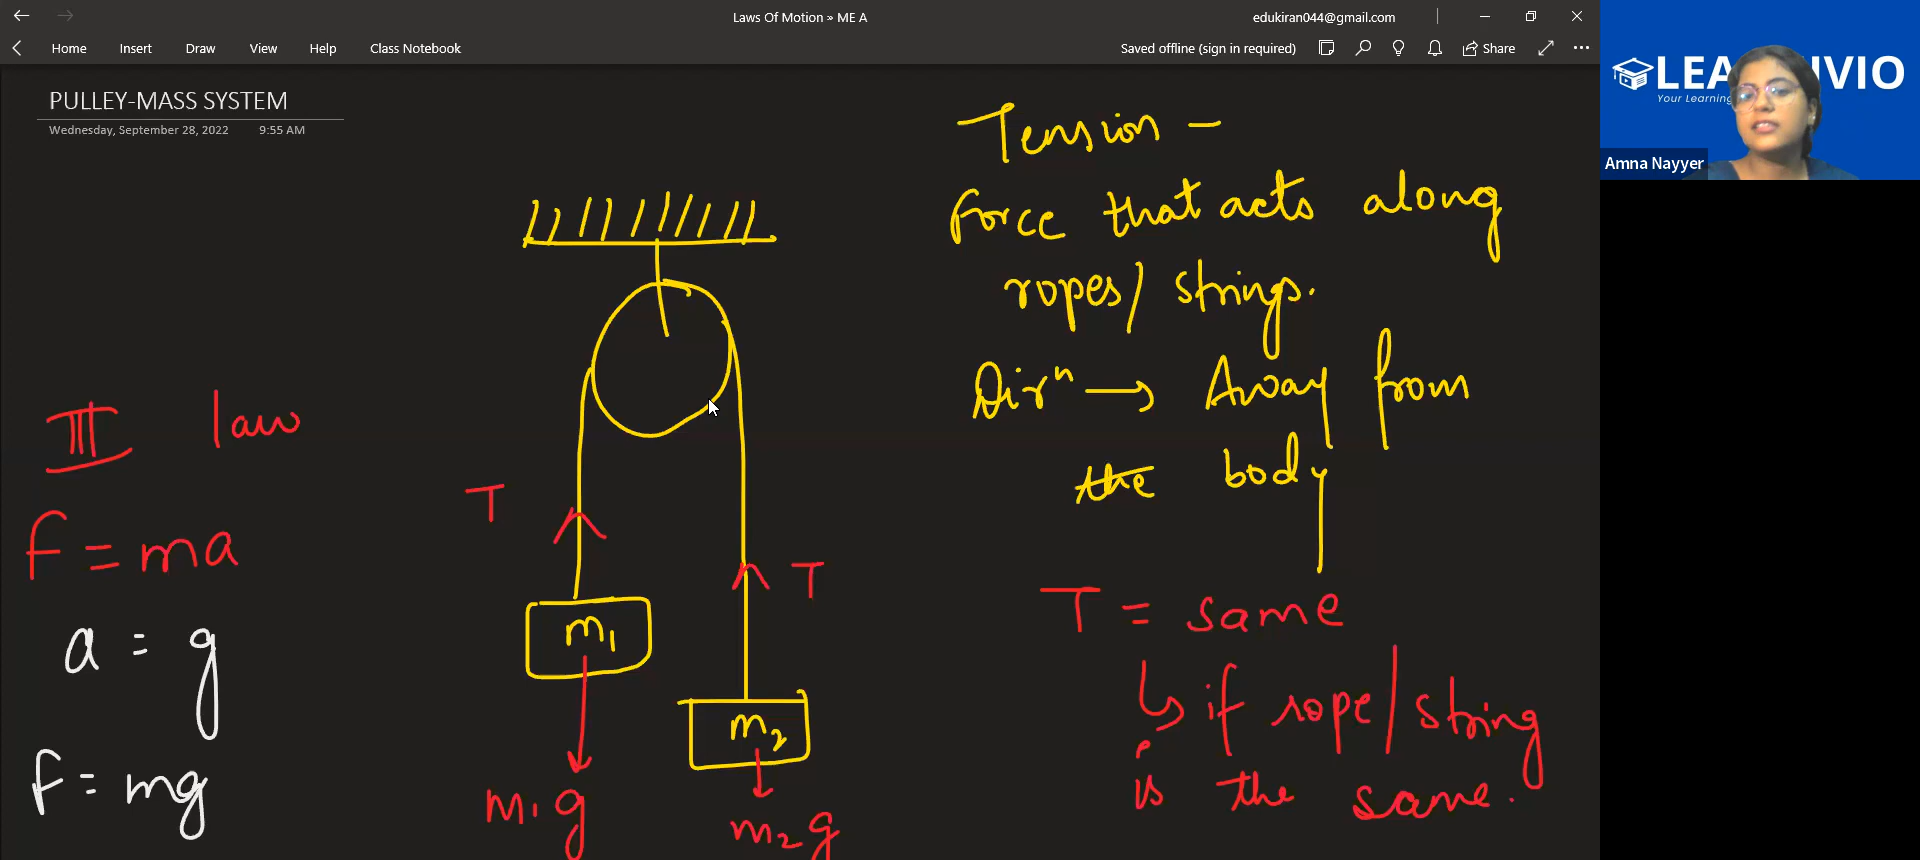 Laws Of Motion » ME A
edukiran044@gmail.com
Home Insert Draw View Help Class Notebook
Saved offline (sign in required) Share
PULLEY-MASS SYSTEM
Wednesday, September 28, 2022 9:55 AM
Tension –
Force that acts along
ropes/ strings.
Dirⁿ → Away from
the body
III law
F = ma
a = g
F = mg
T
T
m₁
m₂
m₁g
m₂g
T = same
↳ if rope/string
is the same.
LEA VIO
Your Learning
Amna Nayyer